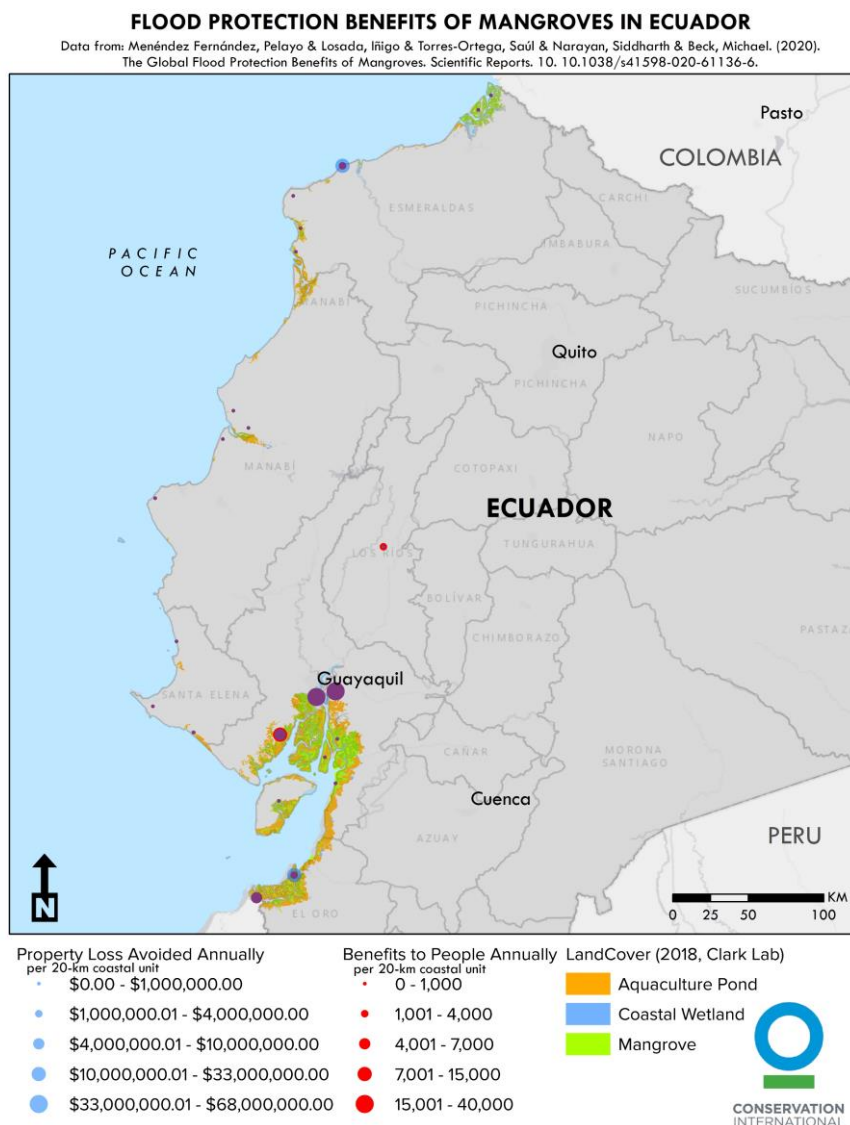 FLOOD PROTECTION BENEFITS OF MANGROVES IN ECUADOR
Data from: Menéndez Fernández, Pelayo & Losada, Iñigo & Torres-Ortega, Saúl & Narayan, Siddharth & Beck, Michael. (2020).
The Global Flood Protection Benefits of Mangroves. Scientific Reports. 10. 10.1038/s41598-020-61136-6.
Pasto
COLOMBIA
ESMERALDAS
CARCHI
IMBABURA
PACIFIC
OCEAN
SUCUMBÍOS
MANABÍ
PICHINCHA
Quito
PICHINCHA
NAPO
MANABÍ
COTOPAXI
ECUADOR
LOS RÍOS
TUNGURAHUA
BOLÍVAR
CHIMBORAZO
PASTAZA
Guayaquil
SANTA ELENA
CAÑAR
MORONA
SANTIAGO
Cuenca
AZUAY
PERU
EL ORO
N
KM
0 25 50 100
Property Loss Avoided Annually
per 20-km coastal unit
$0.00 - $1,000,000.00
$1,000,000.01 - $4,000,000.00
$4,000,000.01 - $10,000,000.00
$10,000,000.01 - $33,000,000.00
$33,000,000.01 - $68,000,000.00
Benefits to People Annually
per 20-km coastal unit
0 - 1,000
1,001 - 4,000
4,001 - 7,000
7,001 - 15,000
15,001 - 40,000
LandCover (2018, Clark Lab)
Aquaculture Pond
Coastal Wetland
Mangrove
CONSERVATION
INTERNATIONAL